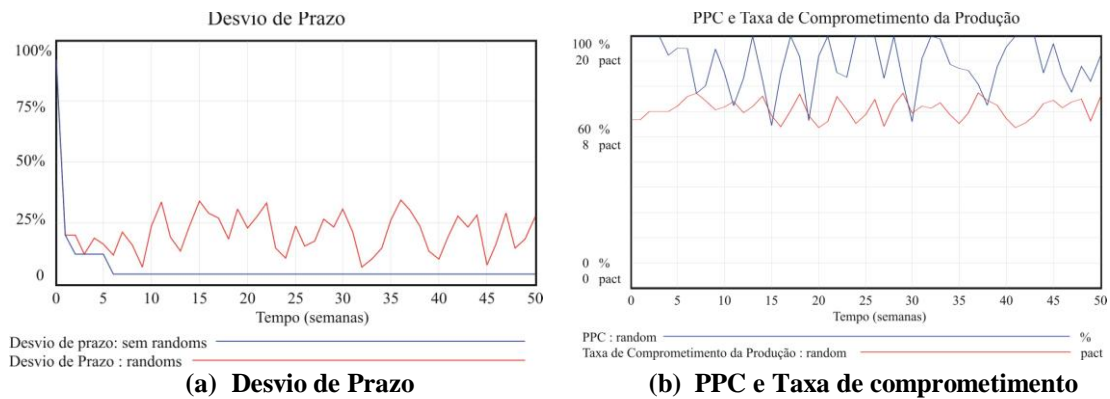 Desvio de Prazo
100%
75%
50%
25%
0
0 5 10 15 20 25 30 35 40 45 50
Tempo (semanas)
Desvio de prazo: sem randoms
Desvio de Prazo : randoms
(a) Desvio de Prazo
PPC e Taxa de Comprometimento da Produção
100 %
20 pact
60 %
8 pact
0 %
0 pact
0 5 10 15 20 25 30 35 40 45 50
Tempo (semanas)
PPC : random %
Taxa de Comprometimento da Produção : random pact
(b) PPC e Taxa de comprometimento